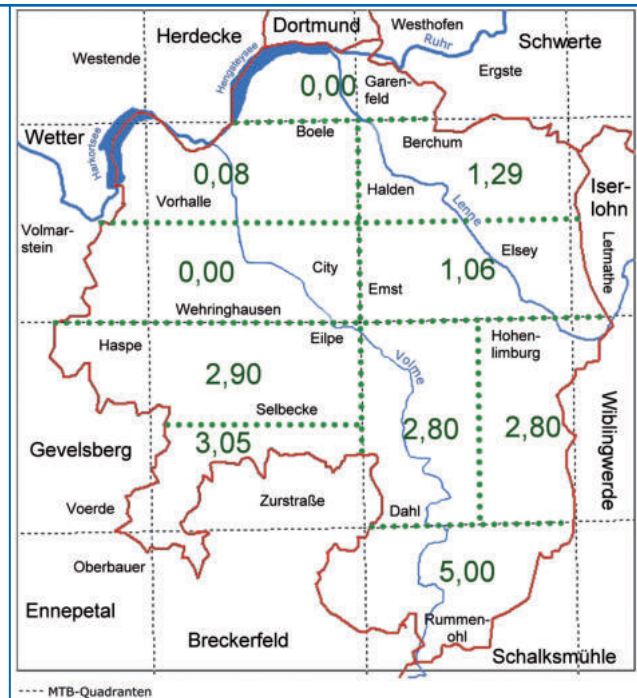 Dortmund
Herdecke
Westhofen
Schwerte
Westende
Ruhr
Hengsteysee
Ergste
0,00
Garen-
feld
Wetter
Harkortsee
Boele
Berchum
0,08
1,29
Iser-
lohn
Vorhalle
Halden
Lenne
Volmar-
stein
Elsey
Letmathe
0,00
City
1,06
Emst
Wehringhausen
Haspe
Eilpe
Volme
Hohen-
limburg
2,90
Selbecke
2,80
2,80
Wiblingwerde
Gevelsberg
3,05
Voerde
Zurstraße
Dahl
Oberbauer
5,00
Ennepetal
Rummen-
ohl
Breckerfeld
Schalksmühle
---- MTB-Quadranten